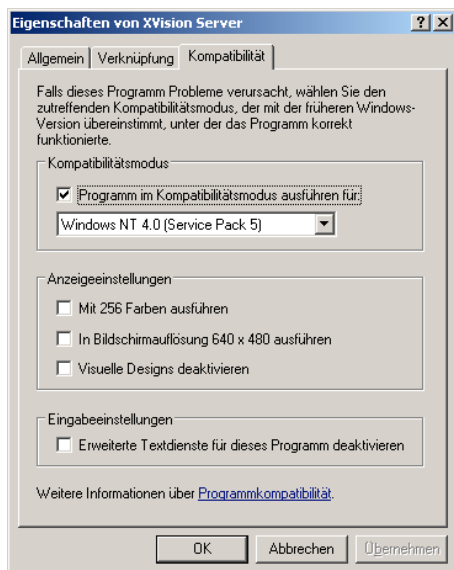 Eigenschaften von XVision Server
Allgemein Verknüpfung Kompatibilität
Falls dieses Programm Probleme verursacht, wählen Sie den
zutreffenden Kompatibilitätsmodus, der mit der früheren Windows-
Version übereinstimmt, unter der das Programm korrekt
funktionierte.
Kompatibilitätsmodus
Programm im Kompatibilitätsmodus ausführen für:
Windows NT 4.0 (Service Pack 5)
Anzeigeeinstellungen
Mit 256 Farben ausführen
In Bildschirmauflösung 640 x 480 ausführen
Visuelle Designs deaktivieren
Eingabeeinstellungen
Erweiterte Textdienste für dieses Programm deaktivieren
Weitere Informationen über Programmkompatibilität.
OK Abbrechen Übernehmen